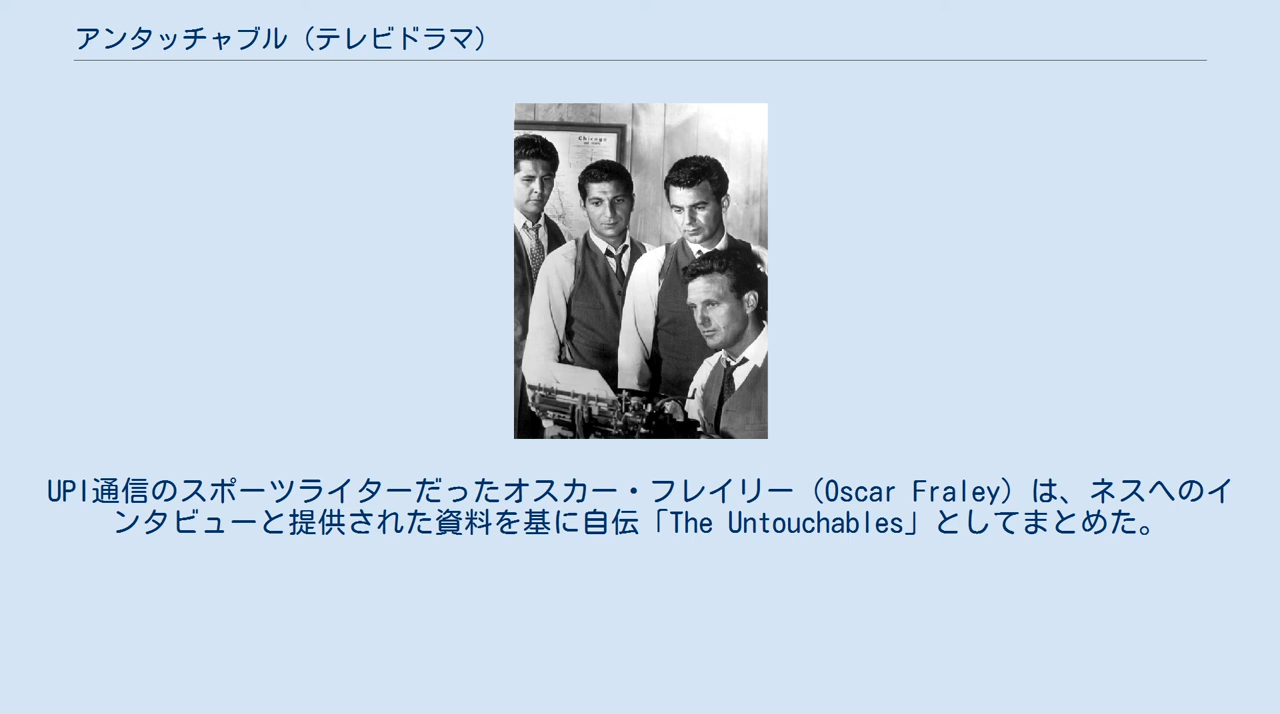 アンタッチャブル（テレビドラマ）
Chicago
UPI通信のスポーツライターだったオスカー・フレイリー（Oscar Fraley）は、ネスへのイ
ンタビューと提供された資料を基に自伝「The Untouchables」としてまとめた。